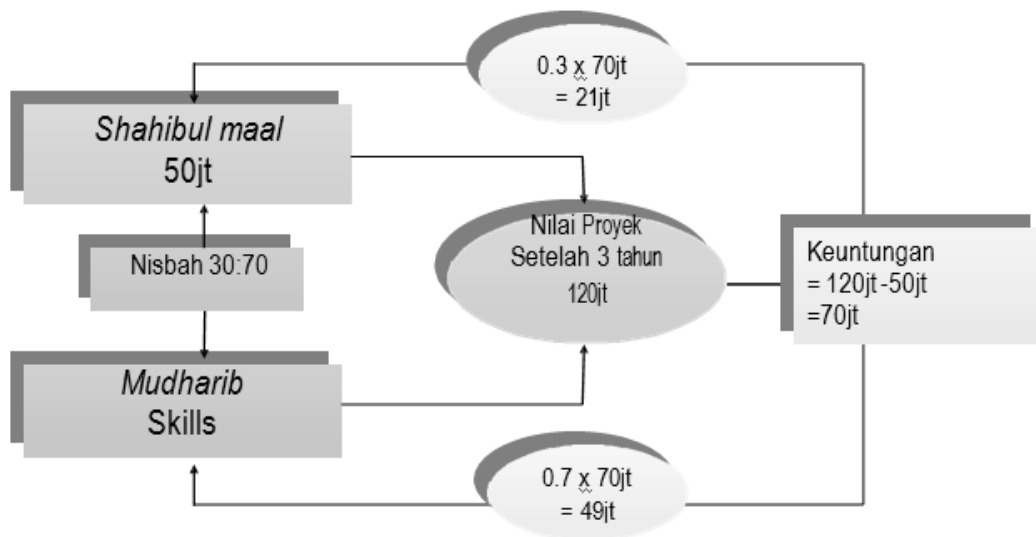 0.3 x 70jt
= 21jt
Shahibul maal
50jt
Nilai Proyek
Setelah 3 tahun
120jt
Nisbah 30:70
Keuntungan
= 120jt -50jt
=70jt
Mudharib
Skills
0.7 x 70jt
= 49jt